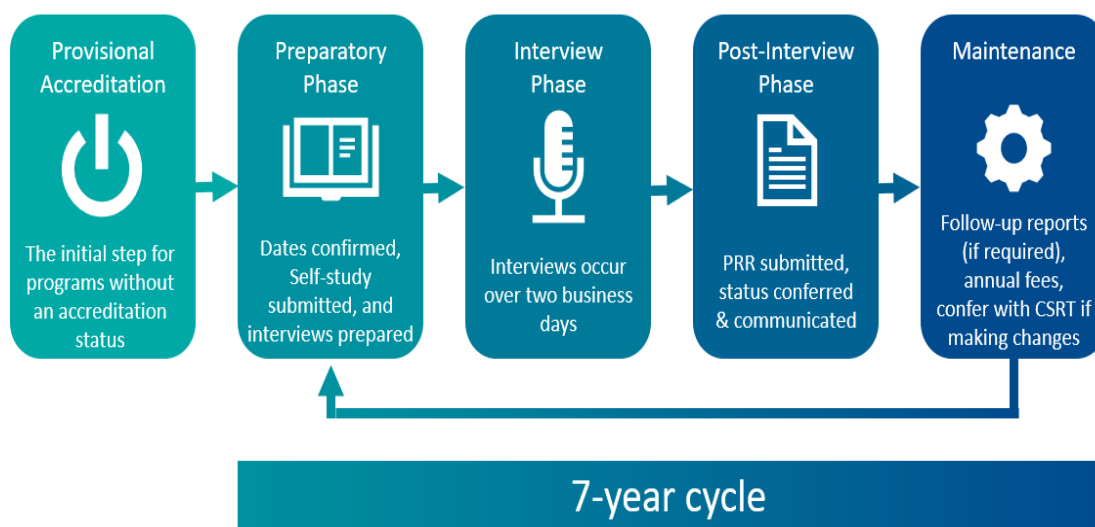 Provisional
Accreditation
The initial step for
programs without
an accreditation
status
Preparatory
Phase
Dates confirmed,
Self-study
submitted, and
interviews prepared
Interview
Phase
Interviews occur
over two business
days
Post-Interview
Phase
PRR submitted,
status conferred
& communicated
Maintenance
Follow-up reports
(if required),
annual fees,
confer with CSRT if
making changes
7-year cycle